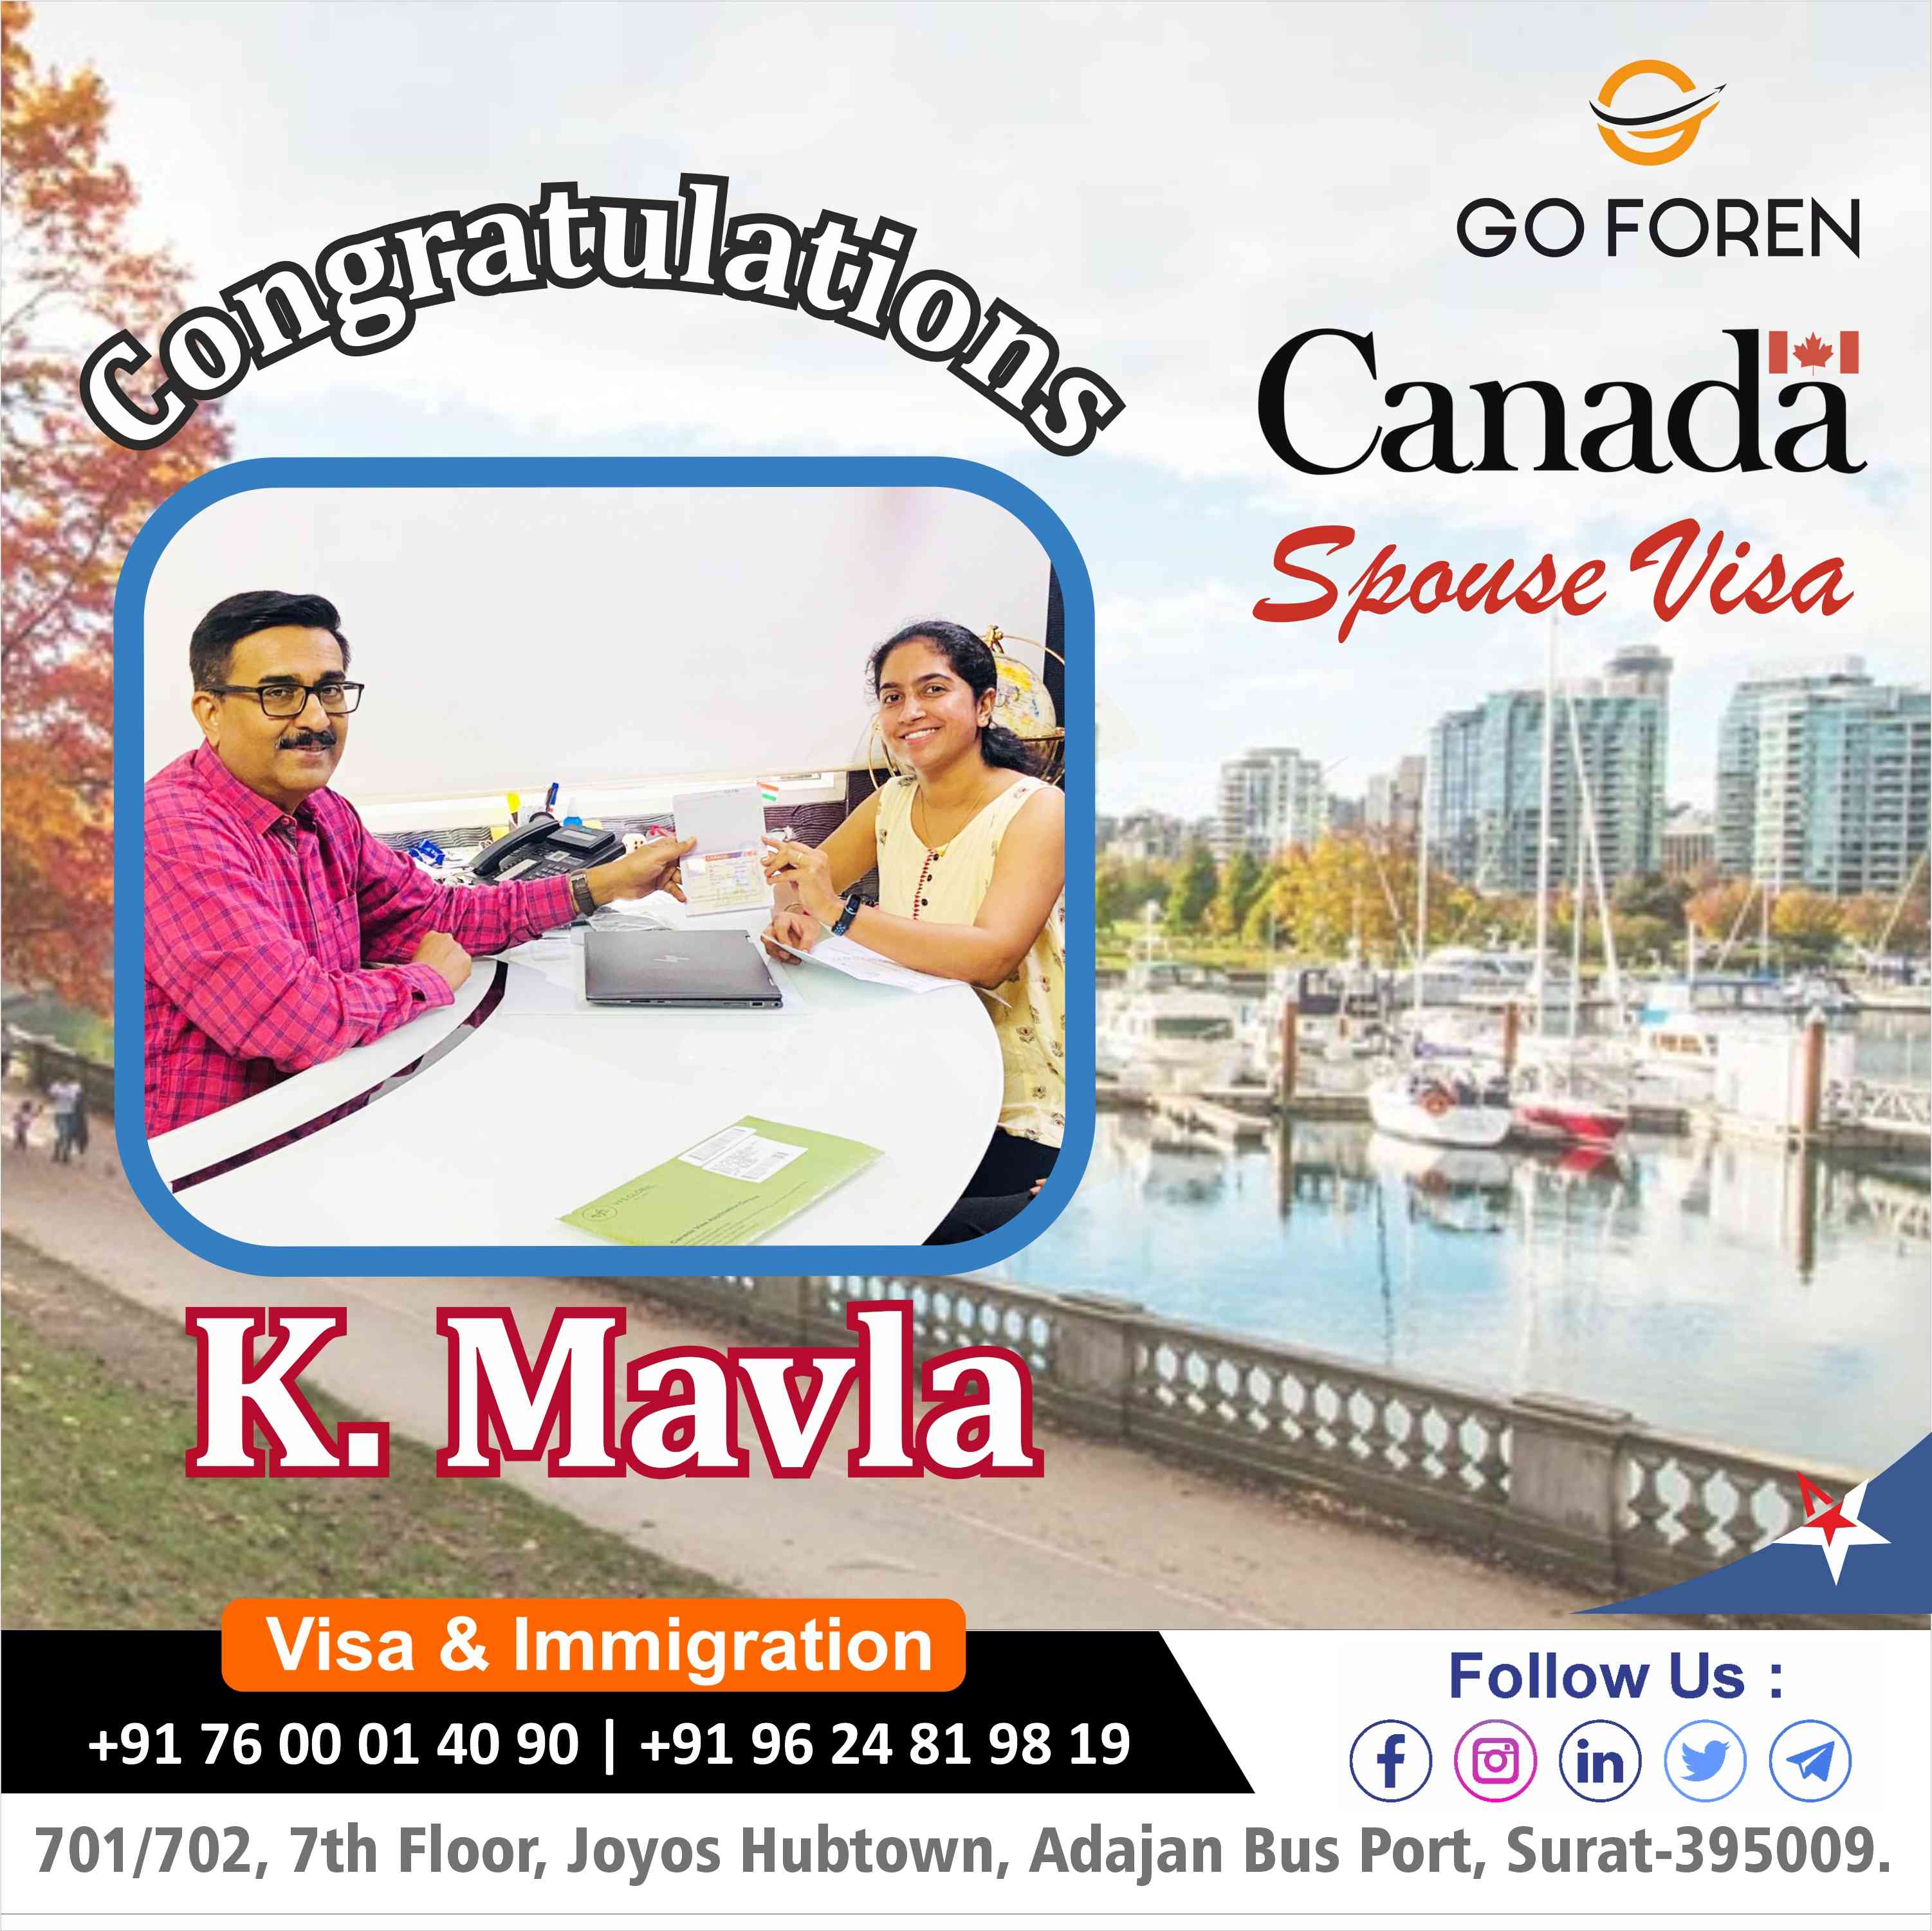 GO FOREN
Congratulations
Canada
Spouse Visa
K. Mavla
Visa & Immigration
+91 76 00 01 40 90 | +91 96 24 81 98 19
Follow Us :
701/702, 7th Floor, Joyos Hubtown, Adajan Bus Port, Surat-395009.